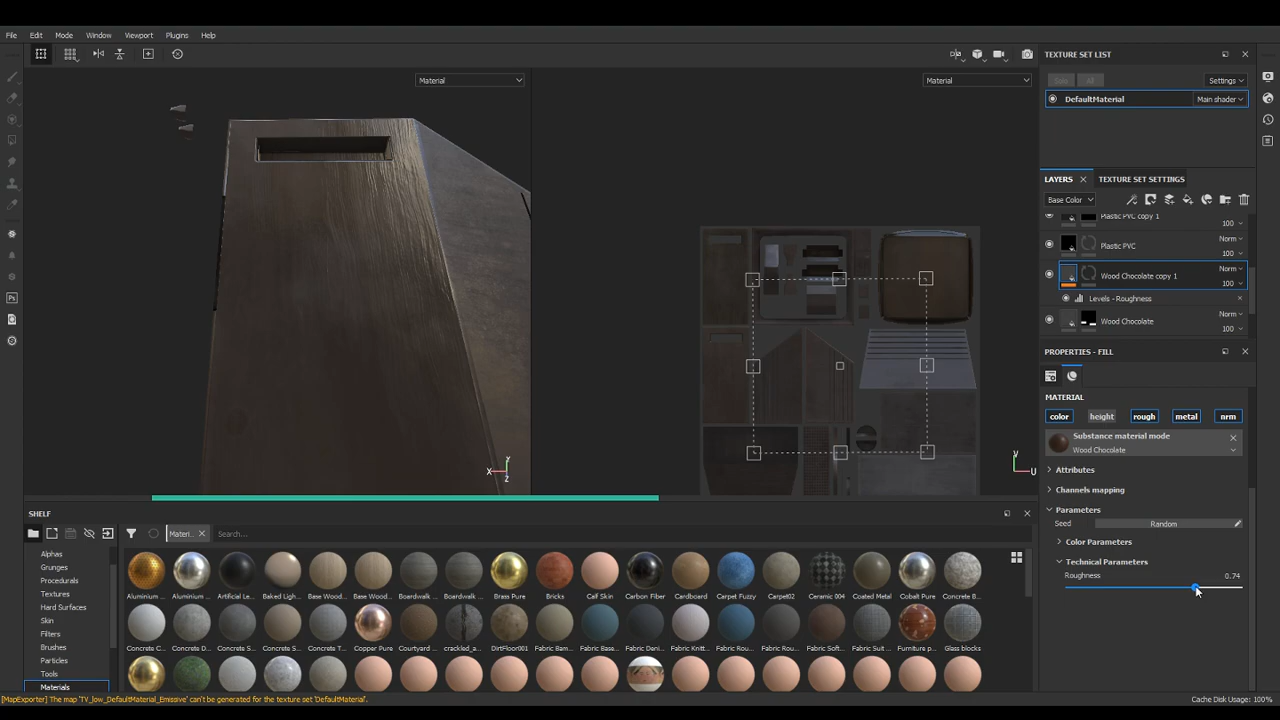 File Edit Mode Window Viewport Plugins Help
Material
Material
TEXTURE SET LIST
Settings
DefaultMaterial
Main shader
LAYERS TEXTURE SET SETTINGS
Base Color
Plastic PVC copy 1
100
Plastic PVC
Norm
100
Wood Chocolate copy 1
Norm
100
Levels - Roughness
Wood Chocolate
Norm
100
PROPERTIES - FILL
MATERIAL
color height rough metal nrm
Substance material mode
Wood Chocolate
Attributes
Channels mapping
Parameters
Seed Random
Color Parameters
Technical Parameters
Roughness 0.74
X Y Z
V U
SHELF
Materi... Search...
Alphas
Grunges
Procedurals
Textures
Hard Surfaces
Skin
Filters
Brushes
Particles
Tools
Materials
Aluminium ... Aluminium ... Artificial Le... Baked Ligh... Base Wood... Base Wood... Boardwalk ... Boardwalk ... Brass Pure Bricks Calf Skin Carbon Fiber Cardboard Carpet Fuzzy Carpet02 Ceramic 004 Coated Metal Cobalt Pure Concrete B...
Concrete C... Concrete D... Concrete S... Concrete S... Concrete T... Copper Pure Courtyard ... crackled_a... DirtFloor001 Fabric Bam... Fabric Base... Fabric Deni... Fabric Knitt... Fabric Rou... Fabric Rou... Fabric Soft... Fabric Suit ... Furniture p... Glass blocks
[MapExporter] The map 'TV_low_DefaultMaterial_Emissive' can't be generated for the texture set 'DefaultMaterial'.
Cache Disk Usage: 100%